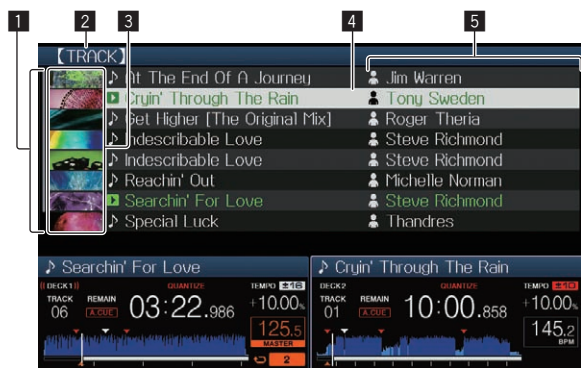 1 2 3 4 5
[TRACK]
At The End Of A Journey Jim Warren
Cryin' Through The Rain Tony Sweden
Get Higher [The Original Mix] Roger Theria
Indescribable Love Steve Richmond
Indescribable Love Steve Richmond
Reachin' Out Michelle Norman
Searchin' For Love Steve Richmond
Special Luck Thandres
Searchin' For Love
DECK1 QUANTIZE TEMPO ±16
TRACK 06 REMAIN A.CUE 03:22.986 +10.00%
125.5
MASTER
2
Cryin' Through The Rain
DECK2 QUANTIZE TEMPO ±10
TRACK 01 REMAIN A.CUE 10:00.858 +10.00%
145.2
BPM